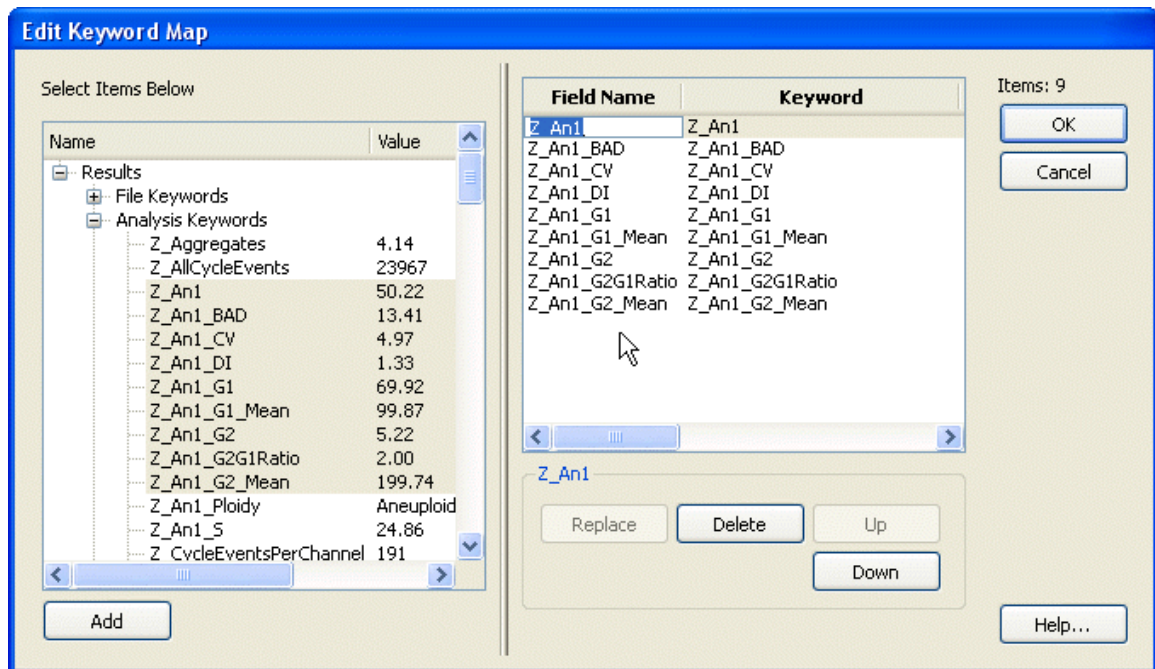 Edit Keyword Map
Select Items Below
Name Value
Results
File Keywords
Analysis Keywords
Z_Aggregates 4.14
Z_AllCycleEvents 23967
Z_An1 50.22
Z_An1_BAD 13.41
Z_An1_CV 4.97
Z_An1_DI 1.33
Z_An1_G1 69.92
Z_An1_G1_Mean 99.87
Z_An1_G2 5.22
Z_An1_G2G1Ratio 2.00
Z_An1_G2_Mean 199.74
Z_An1_Ploidy Aneuploid
Z_An1_S 24.86
Z_CycleEventsPerChannel 191
Add
Field Name Keyword
Z_An1 Z_An1
Z_An1_BAD Z_An1_BAD
Z_An1_CV Z_An1_CV
Z_An1_DI Z_An1_DI
Z_An1_G1 Z_An1_G1
Z_An1_G1_Mean Z_An1_G1_Mean
Z_An1_G2 Z_An1_G2
Z_An1_G2G1Ratio Z_An1_G2G1Ratio
Z_An1_G2_Mean Z_An1_G2_Mean
Z_An1
Replace Delete Up
Down
Items: 9
OK
Cancel
Help...